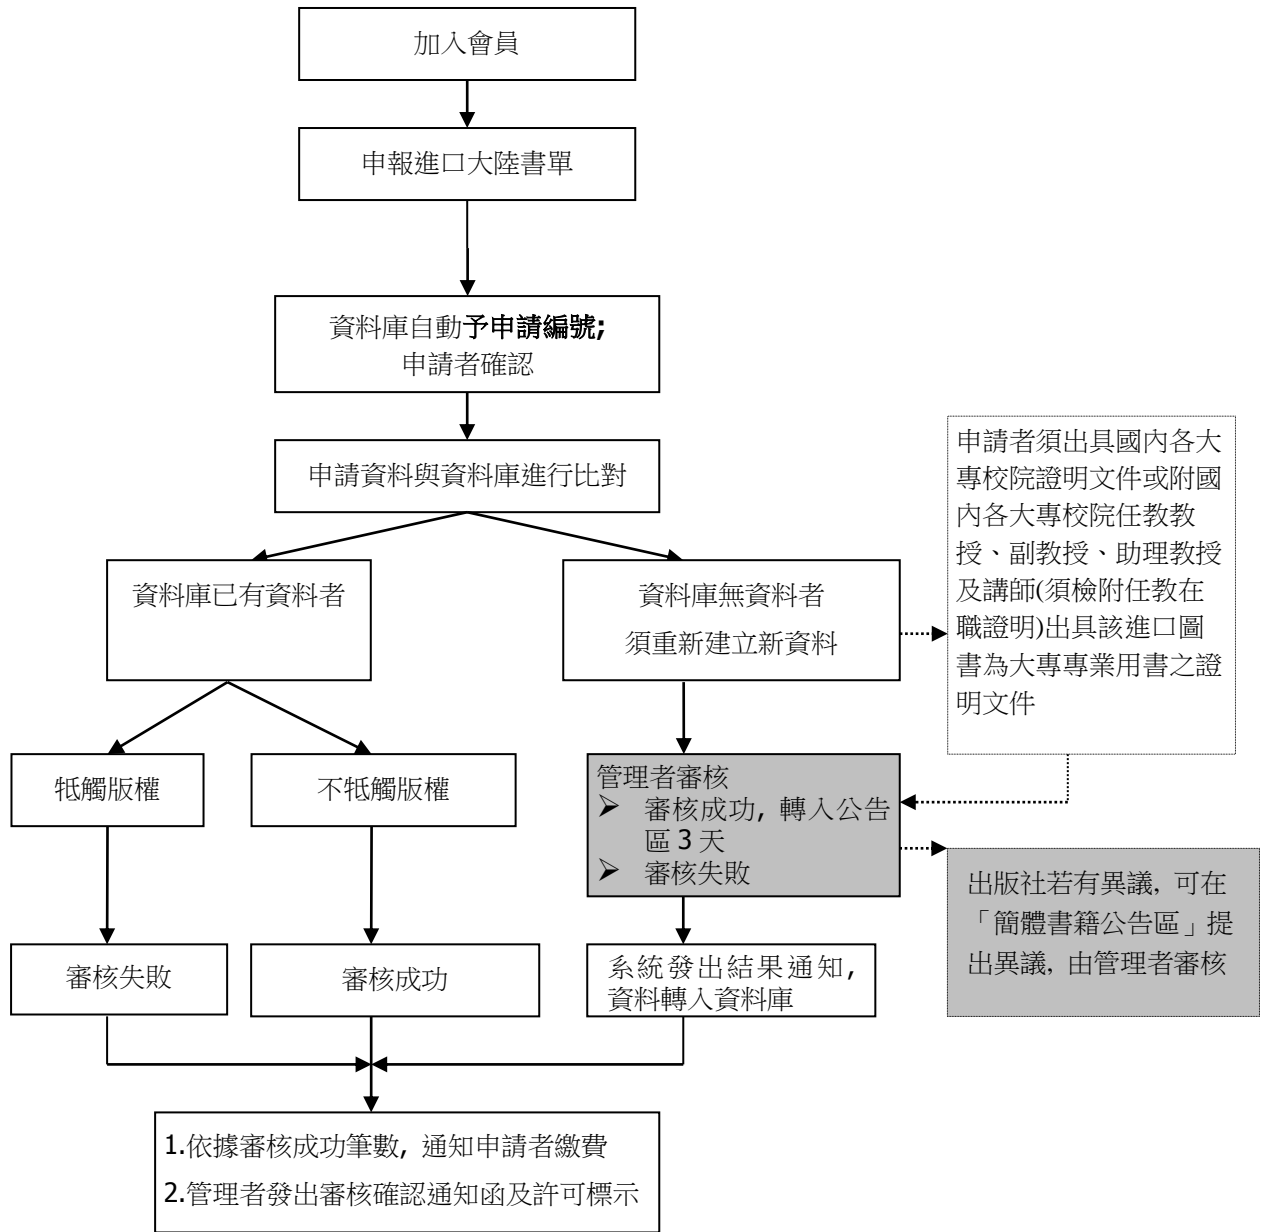 加入會員
申報進口大陸書單
資料庫自動予申請編號;
申請者確認
申請資料與資料庫進行比對
申請者須出具國內各大
專校院證明文件或附國
內各大專校院任教教
授、副教授、助理教授
及講師(須檢附任教在
職證明)出具該進口圖
書為大專專業用書之證
明文件
資料庫已有資料者
資料庫無資料者
須重新建立新資料
牴觸版權
不牴觸版權
管理者審核
➢ 審核成功, 轉入公告
區 3 天
➢ 審核失敗
出版社若有異議, 可在
「簡體書籍公告區」提
出異議, 由管理者審核
審核失敗
審核成功
系統發出結果通知,
資料轉入資料庫
1.依據審核成功筆數, 通知申請者繳費
2.管理者發出審核確認通知函及許可標示